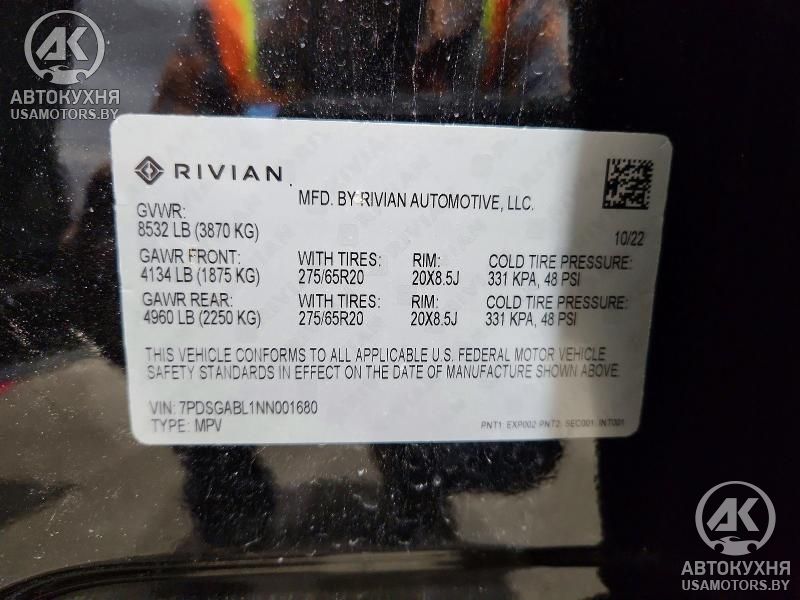 АК
АВТОКУХНЯ
USAMOTORS.BY
RIVIAN
MFD. BY RIVIAN AUTOMOTIVE, LLC.
GVWR:
8532 LB (3870 KG)
10/22
GAWR FRONT: WITH TIRES: RIM: COLD TIRE PRESSURE:
4134 LB (1875 KG) 275/65R20 20X8.5J 331 KPA, 48 PSI
GAWR REAR: WITH TIRES: RIM: COLD TIRE PRESSURE:
4960 LB (2250 KG) 275/65R20 20X8.5J 331 KPA, 48 PSI
THIS VEHICLE CONFORMS TO ALL APPLICABLE U.S. FEDERAL MOTOR VEHICLE
SAFETY STANDARDS IN EFFECT ON THE DATE OF MANUFACTURE SHOWN ABOVE.
VIN: 7PDSGABL1NN001680
TYPE: MPV
PNT1: EXP002 PNT2: SEC001: INT001
АК
АВТОКУХНЯ
USAMOTORS.BY